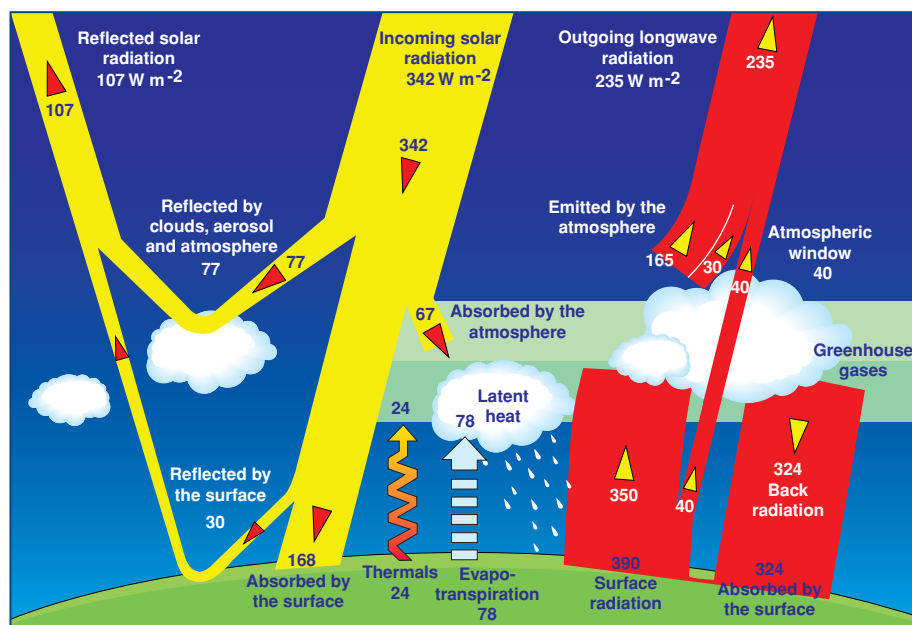 Reflected solar
radiation
107 W m-2
107
Incoming solar
radiation
342 W m-2
342
Outgoing longwave
radiation
235 W m-2
235
Reflected by
clouds, aerosol
and atmosphere
77
77
Emitted by the
atmosphere
165
30
40
Atmospheric
window
40
67
Absorbed by the
atmosphere
Greenhouse
gases
24
78
Latent
heat
Reflected by
the surface
30
350
40
324
Back
radiation
168
Absorbed by
the surface
Thermals
24
Evapo-
transpiration
78
390
Surface
radiation
324
Absorbed by
the surface